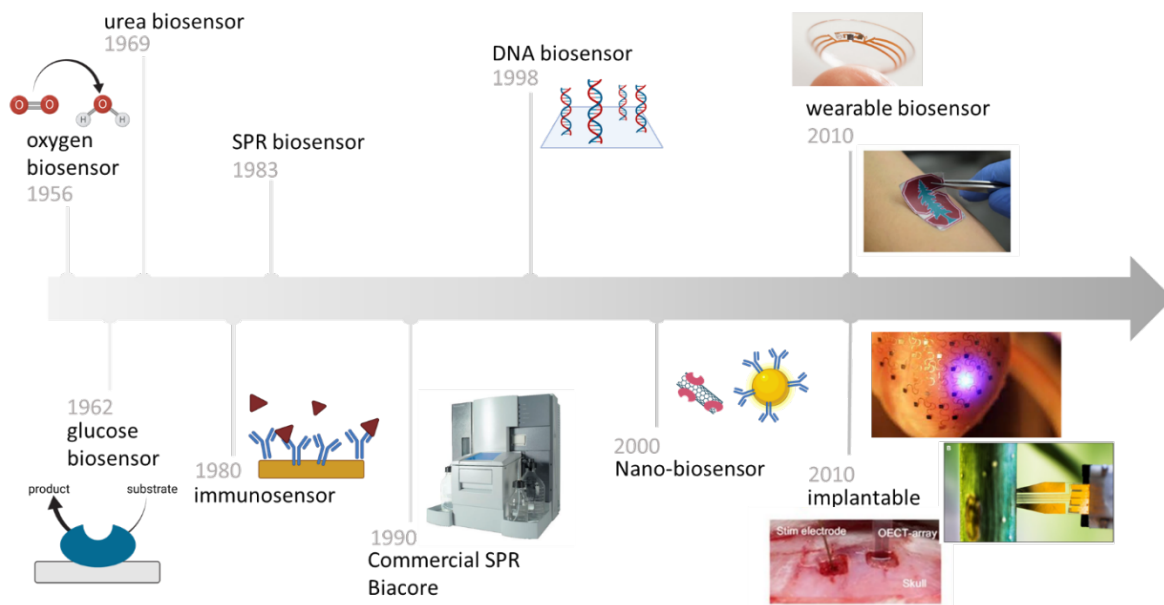 urea biosensor
1969
O
O
O
H
H
oxygen
biosensor
1956
SPR biosensor
1983
DNA biosensor
1998
wearable biosensor
2010
1962
glucose
biosensor
product
substrate
1980
immunosensor
1990
Commercial SPR
Biacore
2000
Nano-biosensor
2010
implantable
Stim electrode
OECT-array
Skull